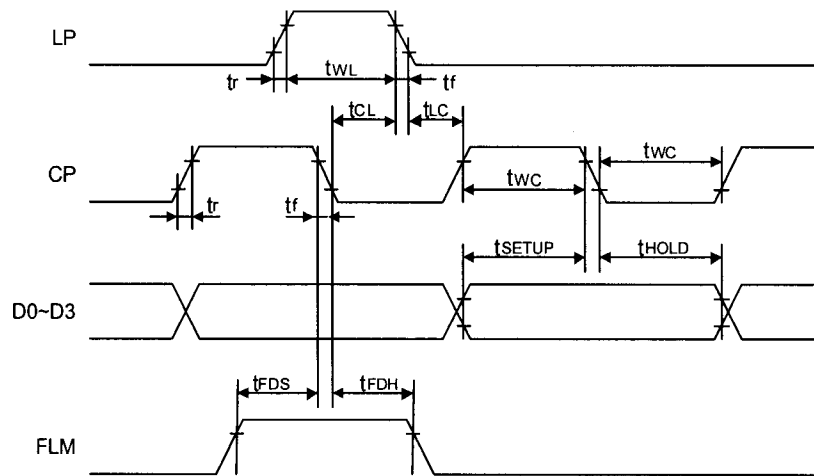 LP
tr
tWL
tf
tCL
tLC
CP
tr
tf
tWC
tWC
tSETUP
tHOLD
D0~D3
tFDS
tFDH
FLM